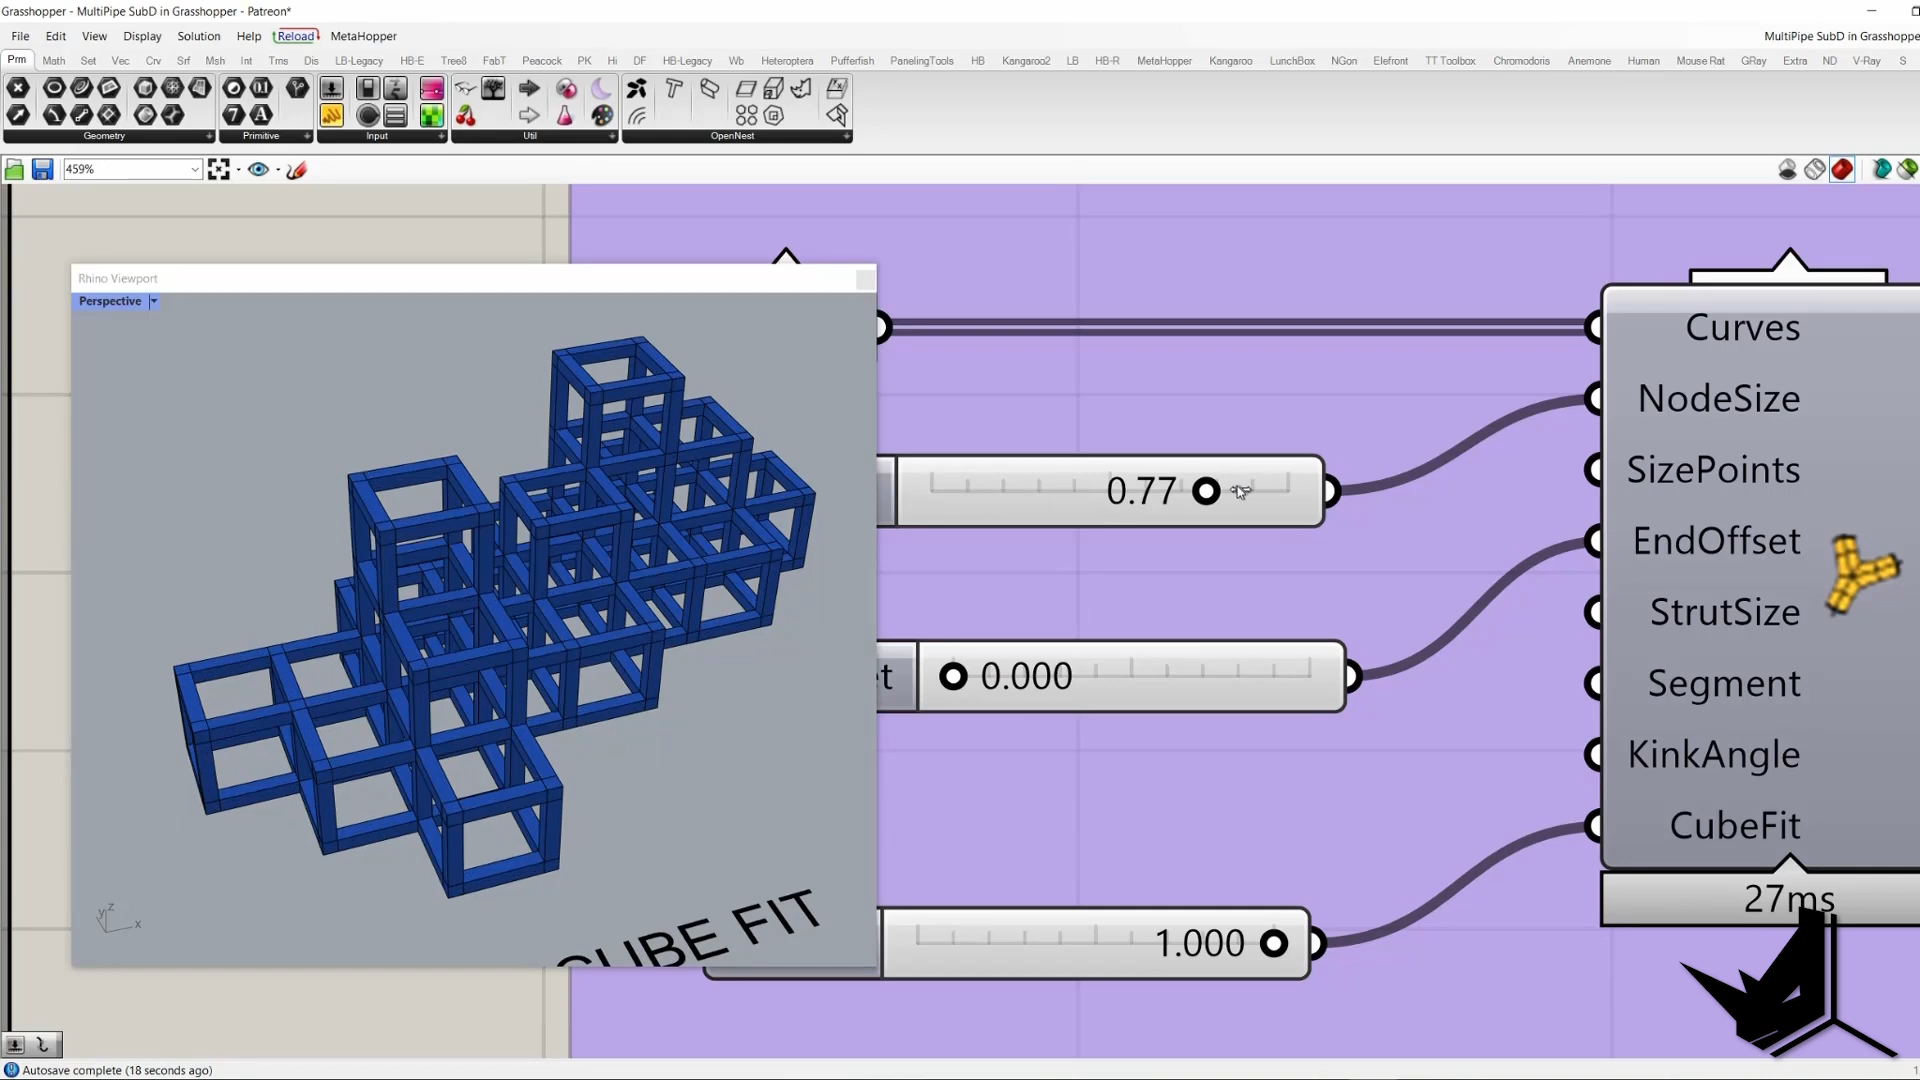 Grasshopper - MultiPipe SubD in Grasshopper - Patreon*
File Edit View Display Solution Help Reload MetaHopper
MultiPipe SubD in Grasshoppe
Prm Math Set Vec Crv Srf Msh Int Trns Dis LB-Legacy HB-E Tree8 FabT Peacock PK Hi DF HB-Legacy Wb Heteroptera Pufferfish PanelingTools HB Kangaroo2 LB HB-R MetaHopper Kangaroo LunchBox NGon Elefront TT Toolbox Chromodoris Anemone Human Mouse Rat GRay Extra ND V-Ray S
Geometry Primitive Input Util OpenNest
459%
Rhino Viewport
Perspective
Curves
NodeSize
0.77
SizePoints
EndOffset
StrutSize
et 0.000
Segment
KinkAngle
CubeFit
27ms
z
y
x
CUBE FIT
1.000
Autosave complete (18 seconds ago)